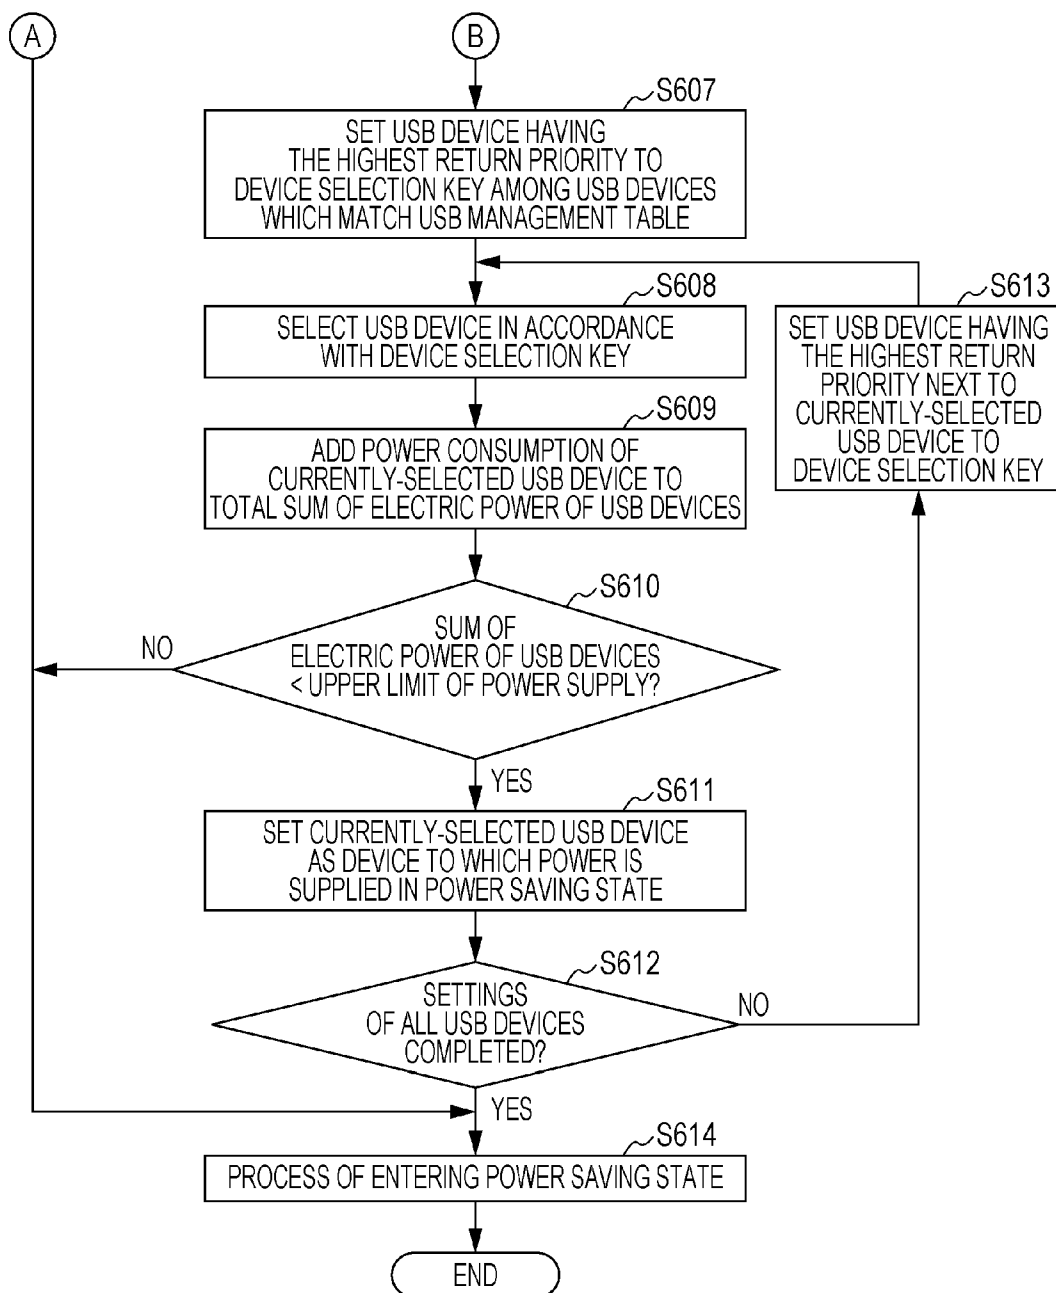 A
B
S607
SET USB DEVICE HAVING
THE HIGHEST RETURN PRIORITY TO
DEVICE SELECTION KEY AMONG USB DEVICES
WHICH MATCH USB MANAGEMENT TABLE
S608
SELECT USB DEVICE IN ACCORDANCE
WITH DEVICE SELECTION KEY
S613
SET USB DEVICE HAVING
THE HIGHEST RETURN
PRIORITY NEXT TO
CURRENTLY-SELECTED
USB DEVICE TO
DEVICE SELECTION KEY
S609
ADD POWER CONSUMPTION OF
CURRENTLY-SELECTED USB DEVICE TO
TOTAL SUM OF ELECTRIC POWER OF USB DEVICES
S610
SUM OF
ELECTRIC POWER OF USB DEVICES
< UPPER LIMIT OF POWER SUPPLY?
NO
YES
S611
SET CURRENTLY-SELECTED USB DEVICE
AS DEVICE TO WHICH POWER IS
SUPPLIED IN POWER SAVING STATE
S612
SETTINGS
OF ALL USB DEVICES
COMPLETED?
NO
YES
S614
PROCESS OF ENTERING POWER SAVING STATE
END